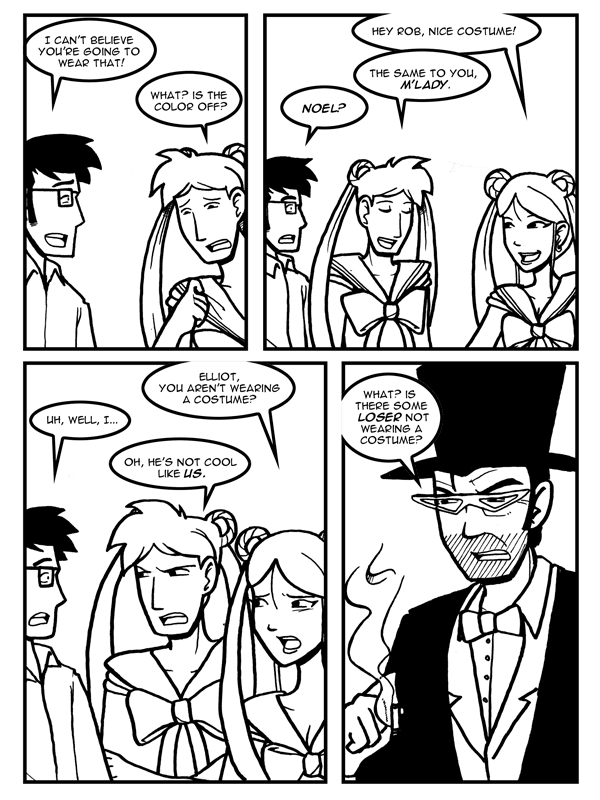 I CAN'T BELIEVE
YOU'RE GOING TO
WEAR THAT!
WHAT? IS THE
COLOR OFF?
HEY ROB, NICE COSTUME!
THE SAME TO YOU,
M'LADY.
NOEL?
ELLIOT,
YOU AREN'T WEARING
A COSTUME?
UH, WELL, I...
OH, HE'S NOT COOL
LIKE US.
WHAT? IS
THERE SOME
LOSER NOT
WEARING A
COSTUME?